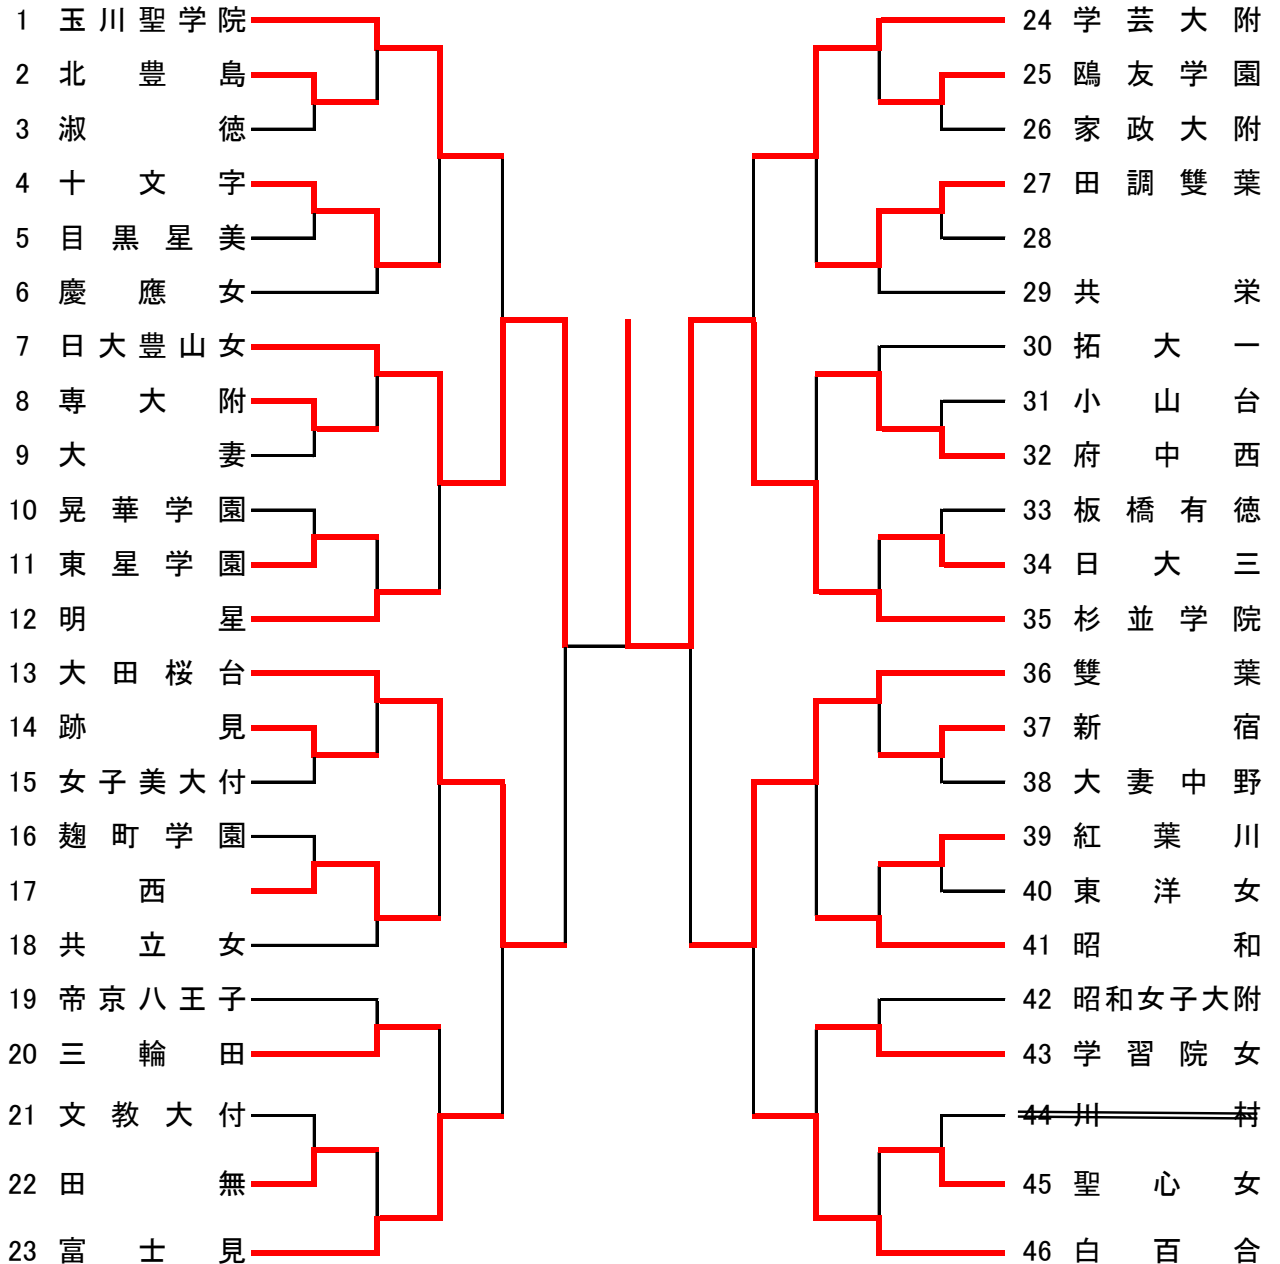 1 玉川聖学院
2 北豊島
3 淑徳
4 十文字
5 目黒星美
6 慶應女
7 日大豊山女
8 専大附
9 大妻
10 晃華学園
11 東星学園
12 明星
13 大田桜台
14 跡見
15 女子美大付
16 麹町学園
17 西
18 共立女
19 帝京八王子
20 三輪田
21 文教大付
22 田無
23 富士見
24 学芸大附
25 鴎友学園
26 家政大附
27 田調雙葉
28
29 共栄
30 拓大一
31 小山台
32 府中西
33 板橋有徳
34 日大三
35 杉並学院
36 雙葉
37 新宿
38 大妻中野
39 紅葉川
40 東洋女
41 昭和
42 昭和女子大附
43 学習院女
44 川村
45 聖心女
46 白百合